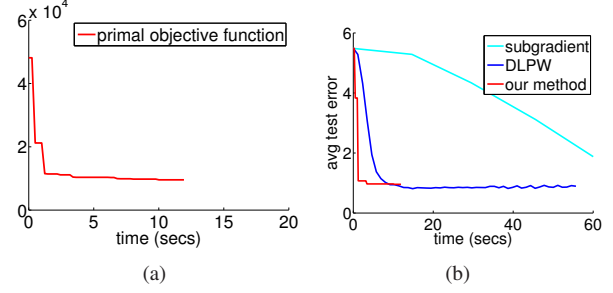 6 x 10^4
primal objective function
4
2
0
0 5 10 15 20
time (secs)
(a)
6
subgradient
DLPW
our method
4
avg test error
2
0
0 20 40 60
time (secs)
(b)